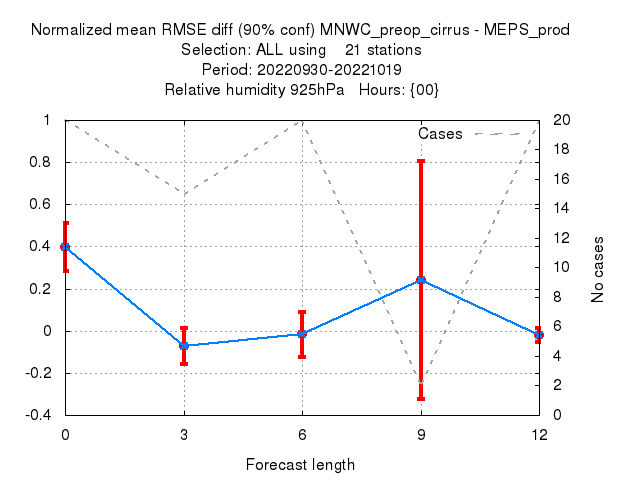 Normalized mean RMSE diff (90% conf) MNWC_preop_cirrus - MEPS_prod
Selection: ALL using 21 stations
Period: 20220930-20221019
Relative humidity 925hPa Hours: {00}
Cases
1
0.8
0.6
0.4
0.2
0
-0.2
-0.4
20
18
16
14
12
10
8
6
4
2
0
No cases
0 3 6 9 12
Forecast length